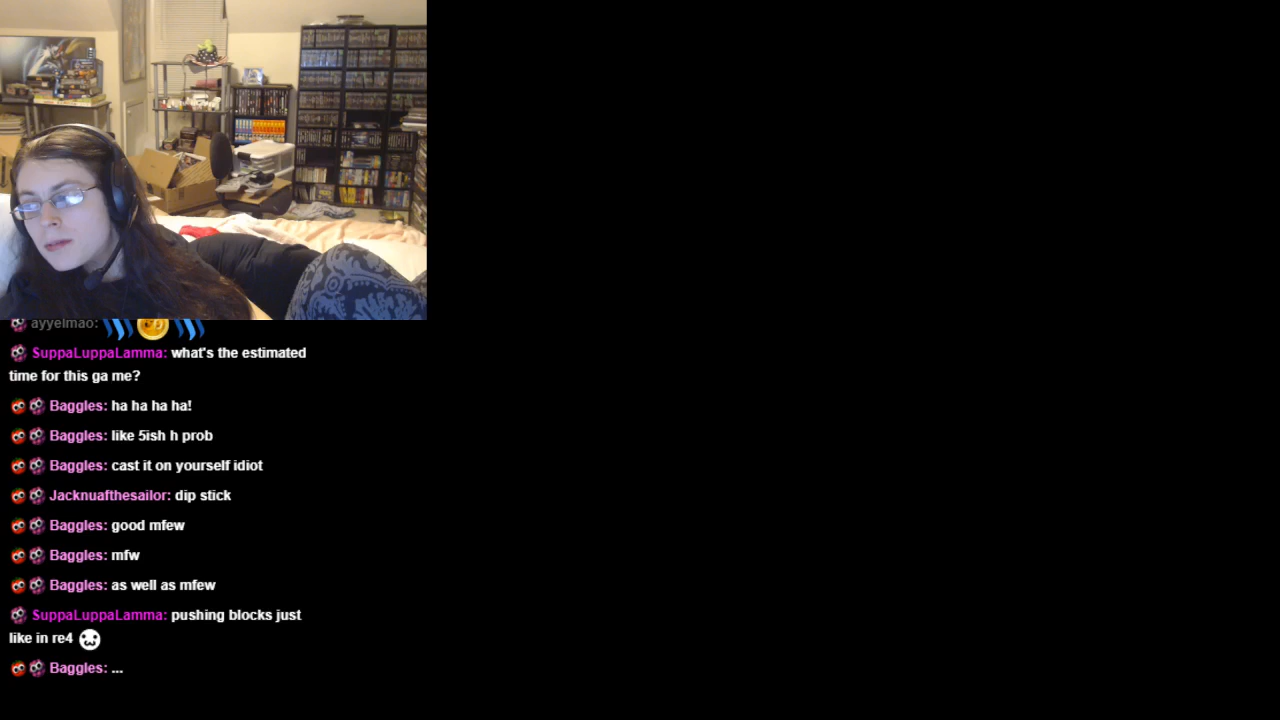 ayyelmao:
SuppaLuppaLamma: what's the estimated
time for this ga me?
Baggles: ha ha ha ha!
Baggles: like 5ish h prob
Baggles: cast it on yourself idiot
Jacknuafthesailor: dip stick
Baggles: good mfew
Baggles: mfw
Baggles: as well as mfew
SuppaLuppaLamma: pushing blocks just
like in re4
Baggles: ...